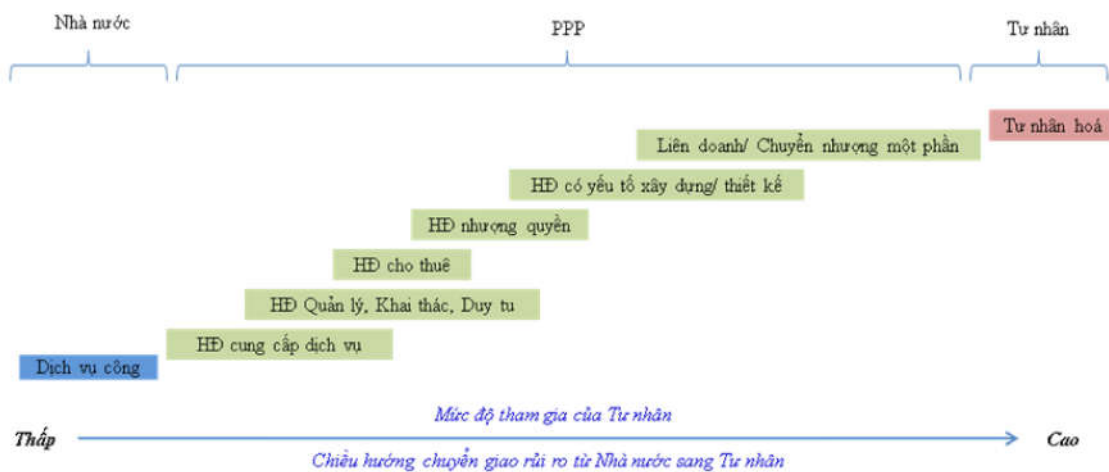 Nhà nước PPP Tư nhân
Tư nhân hoá
Liên doanh/ Chuyển nhượng một phần
HĐ có yếu tố xây dựng/ thiết kế
HĐ nhượng quyền
HĐ cho thuê
HĐ Quản lý, Khai thác, Duy tu
HĐ cung cấp dịch vụ
Dịch vụ công
Mức độ tham gia của Tư nhân
Thấp Cao
Chiều hướng chuyển giao rủi ro từ Nhà nước sang Tư nhân